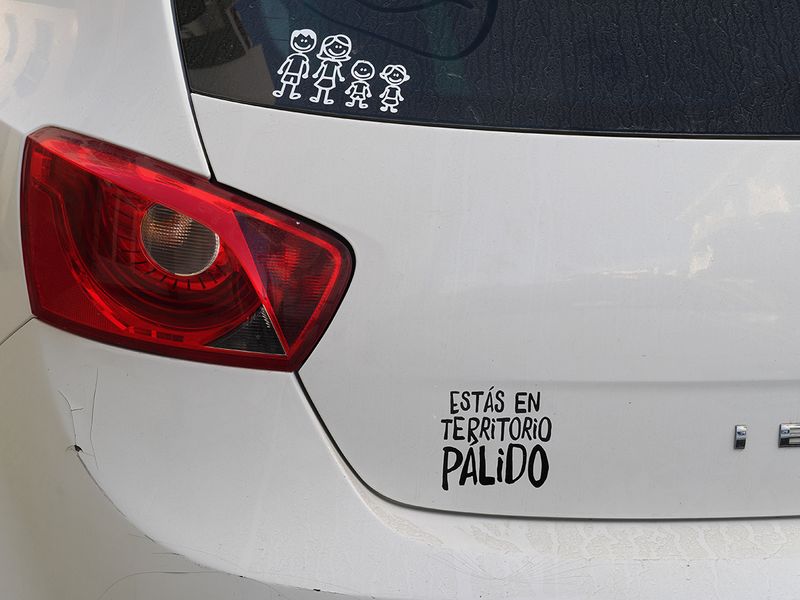 ESTÁS EN
TERRITORIO
PÁLIDO
I